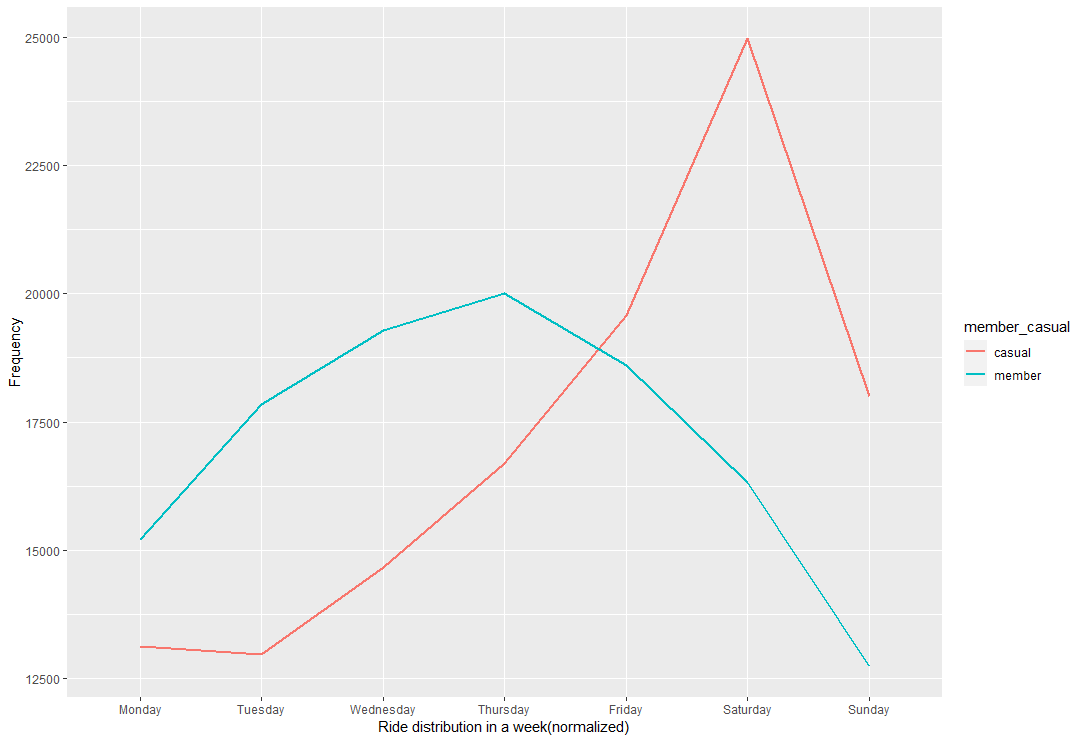 25000
22500
20000
17500
15000
12500
Frequency
Monday Tuesday Wednesday Thursday Friday Saturday Sunday
Ride distribution in a week(normalized)
member_casual
casual
member